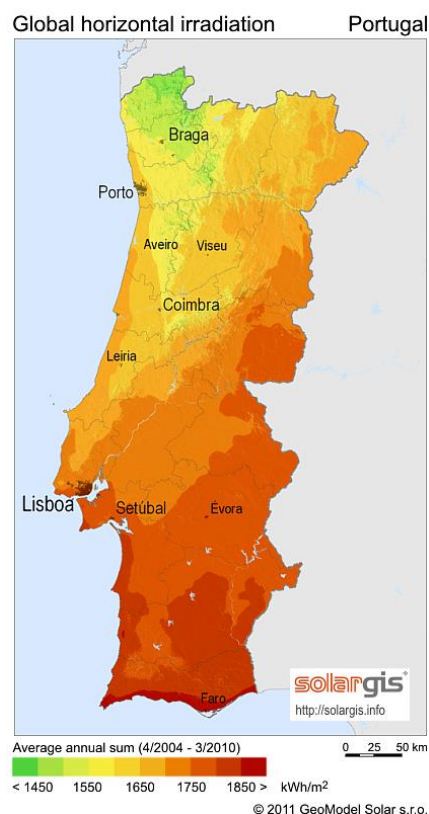 Global horizontal irradiation Portugal
Braga
Porto
Aveiro Viseu
Coimbra
Leiria
Lisboa
Setúbal Évora
Faro
solargis
http://solargis.info
Average annual sum (4/2004 - 3/2010)
0 25 50 km
< 1450 1550 1650 1750 1850 > kWh/m²
© 2011 GeoModel Solar s.r.o.